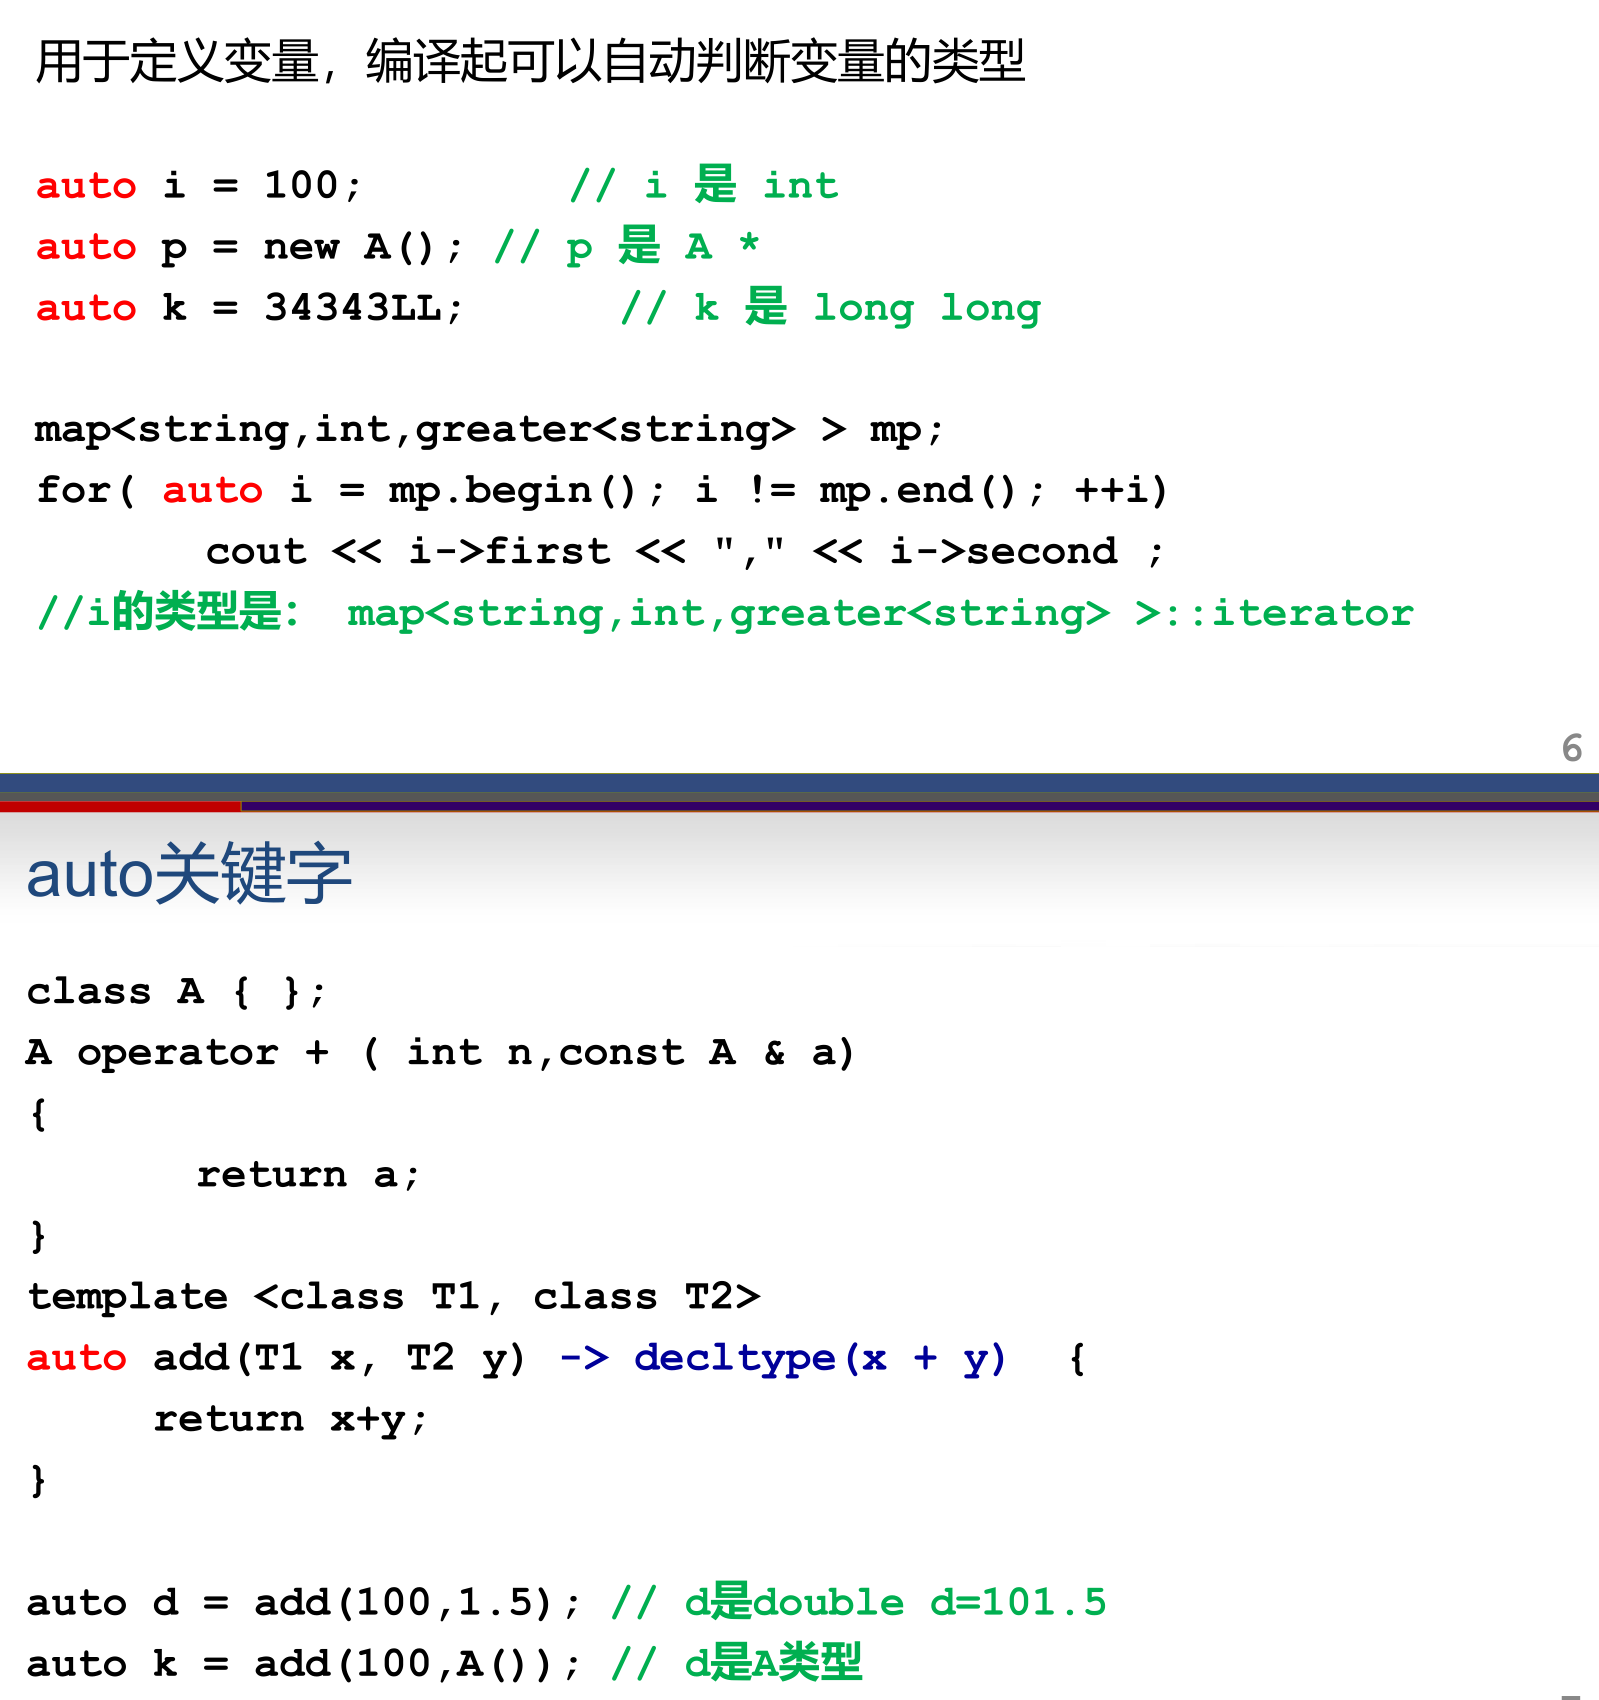 用于定义变量，编译起可以自动判断变量的类型
auto i = 100; // i 是 int
auto p = new A(); // p 是 A *
auto k = 34343LL; // k 是 long long
map<string,int,greater<string> > mp;
for( auto i = mp.begin(); i != mp.end(); ++i)
cout << i->first << "," << i->second ;
//i的类型是： map<string,int,greater<string> >::iterator
6
auto关键字
class A { };
A operator + ( int n,const A & a)
{
return a;
}
template <class T1, class T2>
auto add(T1 x, T2 y) -> decltype(x + y) {
return x+y;
}
auto d = add(100,1.5); // d是double d=101.5
auto k = add(100,A()); // d是A类型